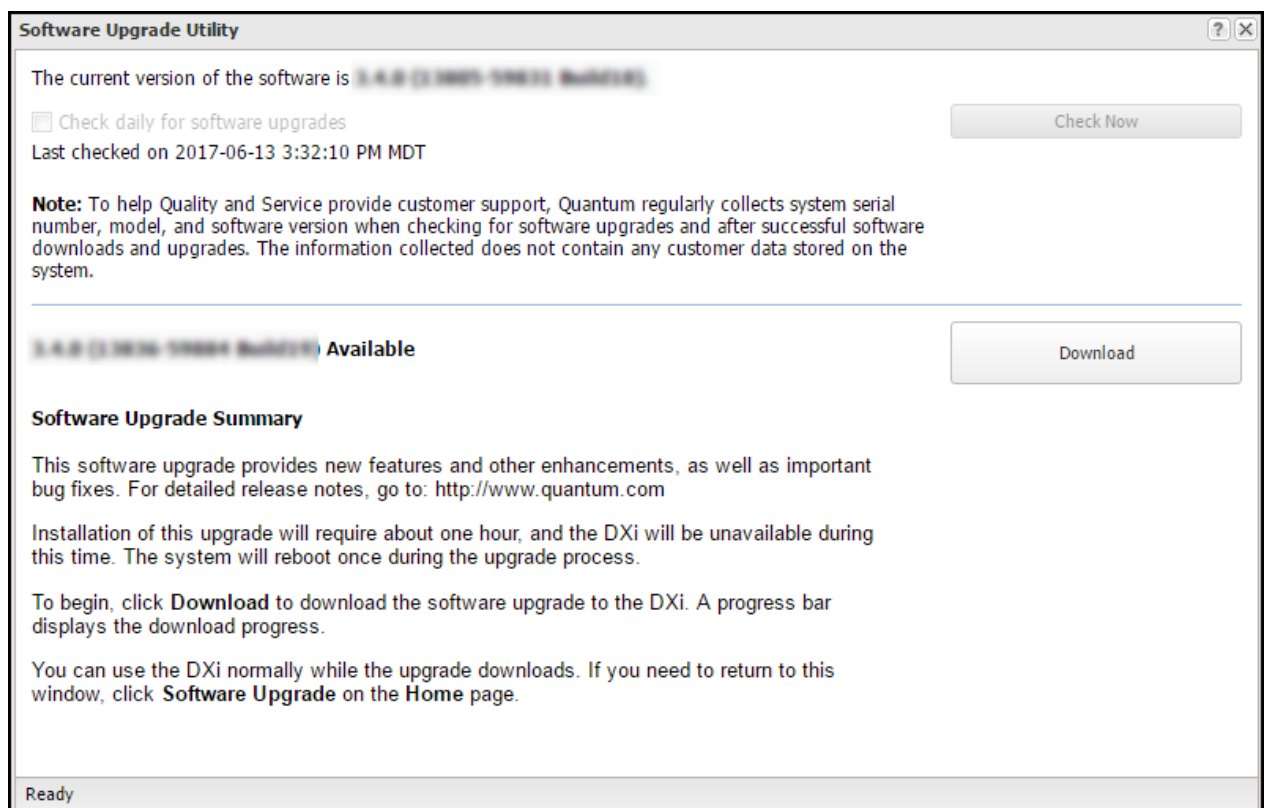 Software Upgrade Utility
?
The current version of the software is
Check daily for software upgrades
Check Now
Last checked on 2017-06-13 3:32:10 PM MDT
Note: To help Quality and Service provide customer support, Quantum regularly collects system serial
number, model, and software version when checking for software upgrades and after successful software
downloads and upgrades. The information collected does not contain any customer data stored on the
system.
Available
Download
Software Upgrade Summary
This software upgrade provides new features and other enhancements, as well as important
bug fixes. For detailed release notes, go to: http://www.quantum.com
Installation of this upgrade will require about one hour, and the DXi will be unavailable during
this time. The system will reboot once during the upgrade process.
To begin, click Download to download the software upgrade to the DXi. A progress bar
displays the download progress.
You can use the DXi normally while the upgrade downloads. If you need to return to this
window, click Software Upgrade on the Home page.
Ready